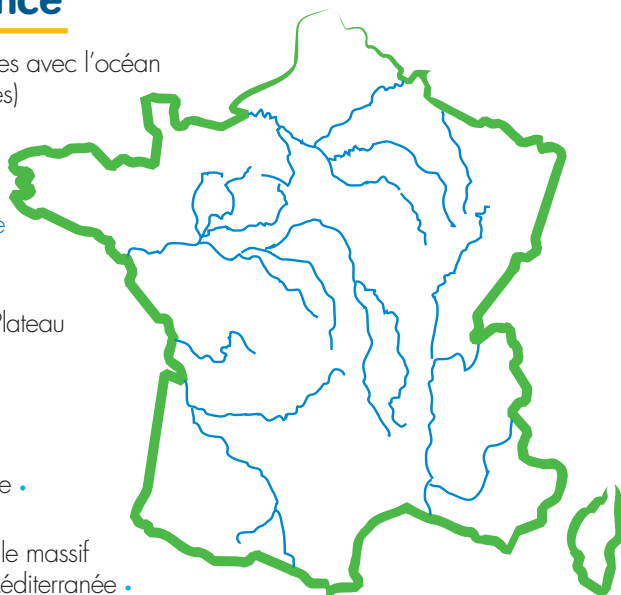 nce
es avec l'océan
es)
e
Plateau
e •
le massif
éditerranée •